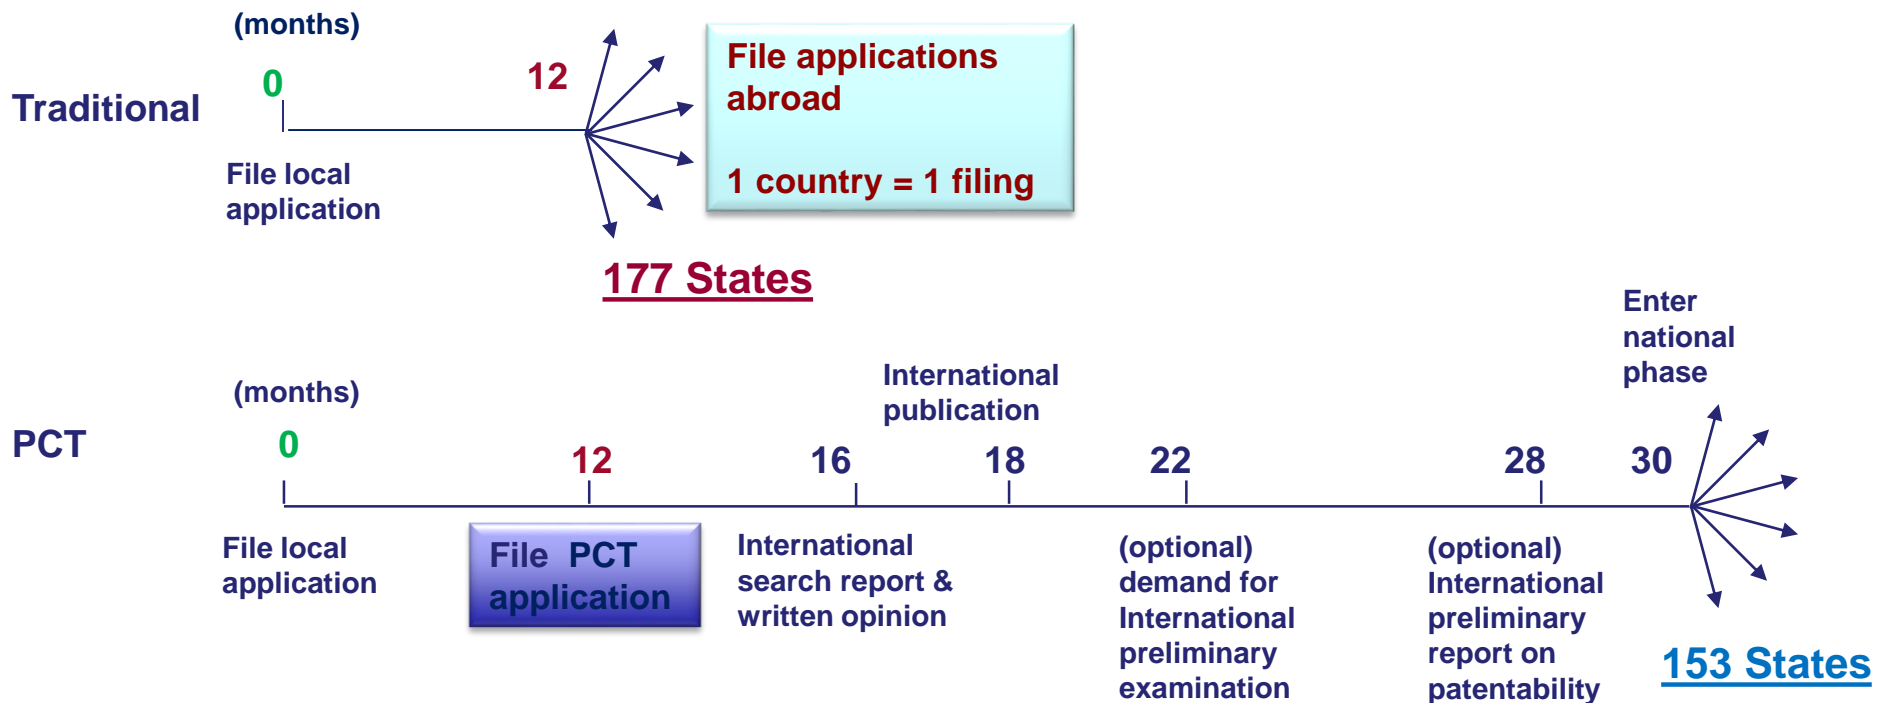 (months)
0
12
Traditional
File local
application
File applications
abroad
1 country = 1 filing
177 States
Enter
national
phase
(months)
International
publication
PCT
0
12
16
18
22
28
30
File local
application
File PCT
application
International
search report &
written opinion
(optional)
demand for
International
preliminary
examination
(optional)
International
preliminary
report on
patentability
153 States